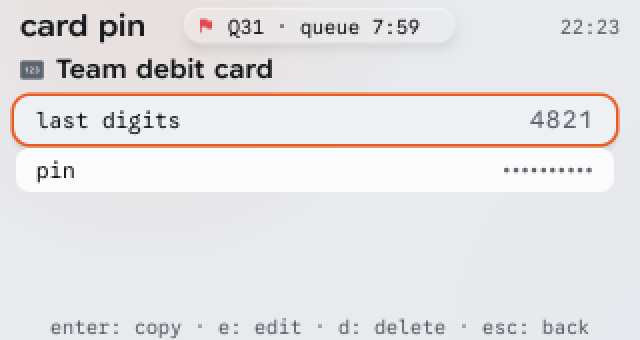 card pin
Q31 · queue 7:59
22:23
123 Team debit card
last digits 4821
pin ••••••••••
enter: copy · e: edit · d: delete · esc: back